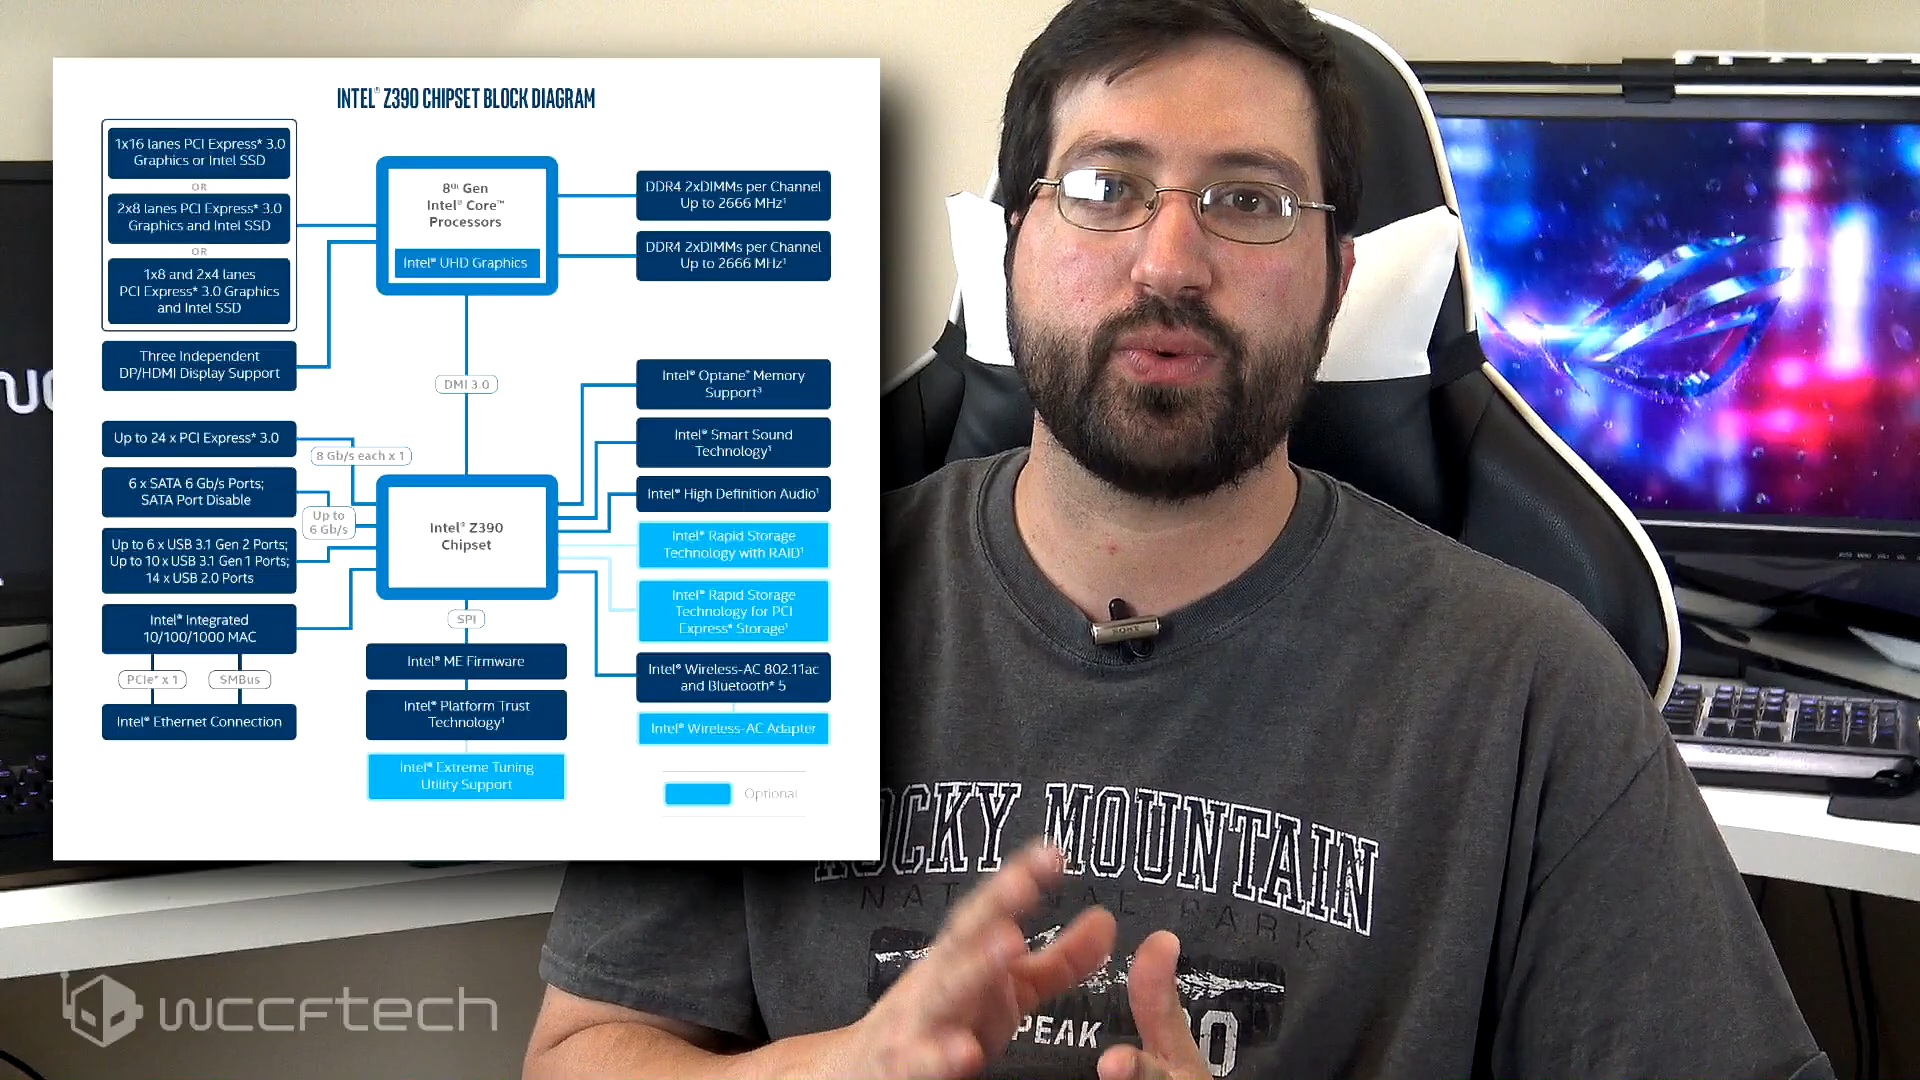 INTEL® Z390 CHIPSET BLOCK DIAGRAM
1x16 lanes PCI Express* 3.0
Graphics or Intel SSD
OR
2x8 lanes PCI Express* 3.0
Graphics and Intel SSD
OR
1x8 and 2x4 lanes
PCI Express* 3.0 Graphics
and Intel SSD
Three Independent
DP/HDMI Display Support
8th Gen
Intel® Core™
Processors
Intel® UHD Graphics
DDR4 2xDIMMs per Channel
Up to 2666 MHz¹
DDR4 2xDIMMs per Channel
Up to 2666 MHz¹
DMI 3.0
Up to 24 x PCI Express* 3.0
8 Gb/s each x 1
6 x SATA 6 Gb/s Ports;
SATA Port Disable
Up to
6 Gb/s
Up to 6 x USB 3.1 Gen 2 Ports;
Up to 10 x USB 3.1 Gen 1 Ports;
14 x USB 2.0 Ports
Intel® Integrated
10/100/1000 MAC
PCIe* x 1
SMBus
Intel® Ethernet Connection
Intel® Z390
Chipset
SPI
Intel® ME Firmware
Intel® Platform Trust
Technology¹
Intel® Extreme Tuning
Utility Support
Intel® Optane™ Memory
Support³
Intel® Smart Sound
Technology¹
Intel® High Definition Audio¹
Intel® Rapid Storage
Technology with RAID¹
Intel® Rapid Storage
Technology for PCI
Express* Storage¹
Intel® Wireless-AC 802.11ac
and Bluetooth* 5
Intel® Wireless-AC Adapter
Optional
SONY
ROCKY MOUNTAIN
NATIONAL PARK
PEAK
wccftech